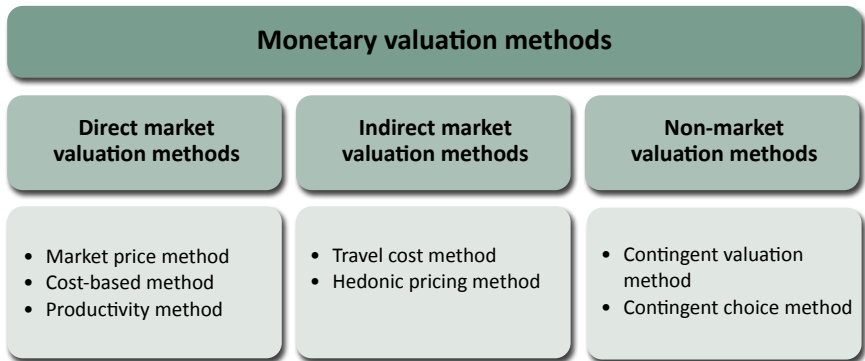 Monetary valuation methods
Direct market
valuation methods
Indirect market
valuation methods
Non-market
valuation methods
• Market price method
• Cost-based method
• Productivity method
• Travel cost method
• Hedonic pricing method
• Contingent valuation
method
• Contingent choice method